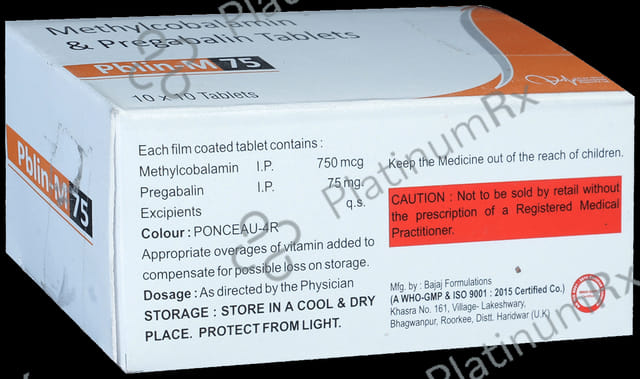 Methylcobalamin
& Pregabalin Tablets
Pblin-M 75
10 x 10 Tablets
Pblin-M 75
Each film coated tablet contains :
Methylcobalamin I.P. 750 mcg
Pregabalin I.P. 75 mg.
Excipients q.s.
Colour : PONCEAU-4R
Appropriate overages of vitamin added to
compensate for possible loss on storage.
Dosage : As directed by the Physician
STORAGE : STORE IN A COOL & DRY
PLACE. PROTECT FROM LIGHT.
Keep the Medicine out of the reach of children.
CAUTION : Not to be sold by retail without
the prescription of a Registered Medical
Practitioner.
Mfg. by : Bajaj Formulations
(A WHO-GMP & ISO 9001 : 2015 Certified Co.)
Khasra No. 161, Village- Lakeshwary,
Bhagwanpur, Roorkee, Distt. Haridwar (U.K)
PlatinumRx
PlatinumRx
PlatinumRx